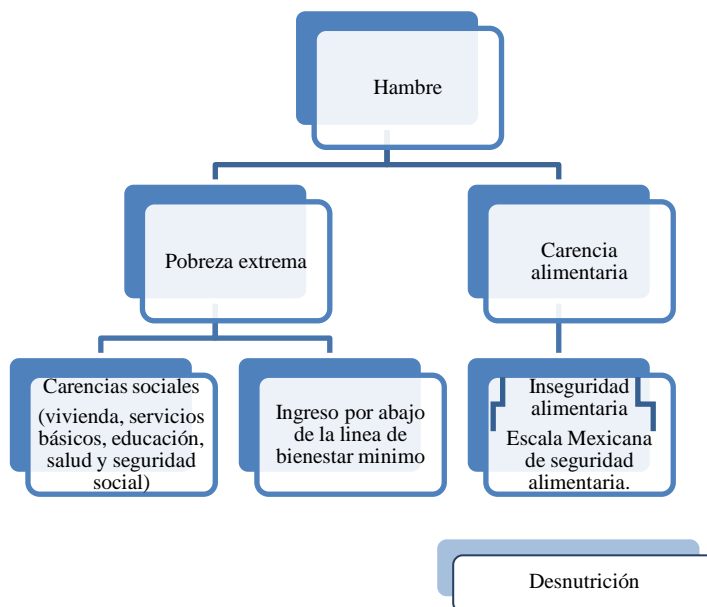 Hambre
Pobreza extrema
Carencia
alimentaria
Carencias sociales
(vivienda, servicios
básicos, educación,
salud y seguridad
social)
Ingreso por abajo
de la linea de
bienestar minimo
Inseguridad
alimentaria
Escala Mexicana
de seguridad
alimentaria.
Desnutrición